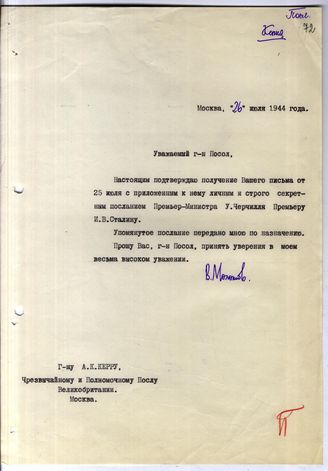 Копия
72
Москва, "26" июля 1944 года.
Уважаемый г-н Посол,
Настоящим подтверждаю получение Вашего письма от
25 июля с приложенным к нему личным и строго секрет-
ным посланием Премьер-Министра У.Черчилля Премьеру
И.В.Сталину.
Упомянутое послание передано мною по назначению.
Прошу Вас, г-н Посол, принять уверения в моем
весьма высоком уважении.
В.Молотов
Г-ну А.К.КЕРРУ,
Чрезвычайному и Полномочному Послу
Великобритании.
Москва.